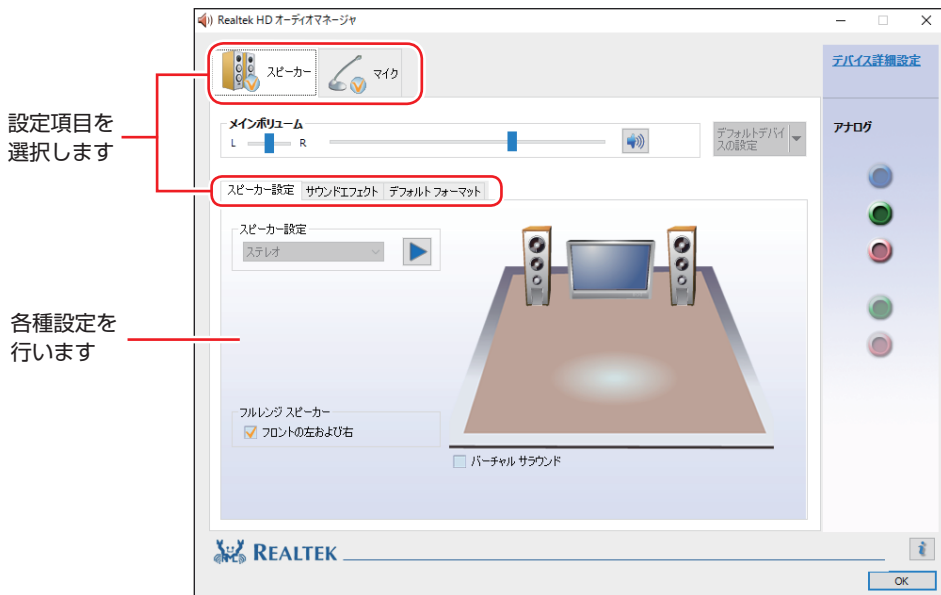 Realtek HD オーディオマネージャ
スピーカー
マイク
デバイス詳細設定
設定項目を
選択します
メインボリューム
L
R
デフォルトデバイ
スの設定
アナログ
スピーカー設定
サウンドエフェクト
デフォルト フォーマット
スピーカー設定
ステレオ
各種設定を
行います
フルレンジ スピーカー
フロントの左および右
バーチャル サラウンド
REALTEK
OK